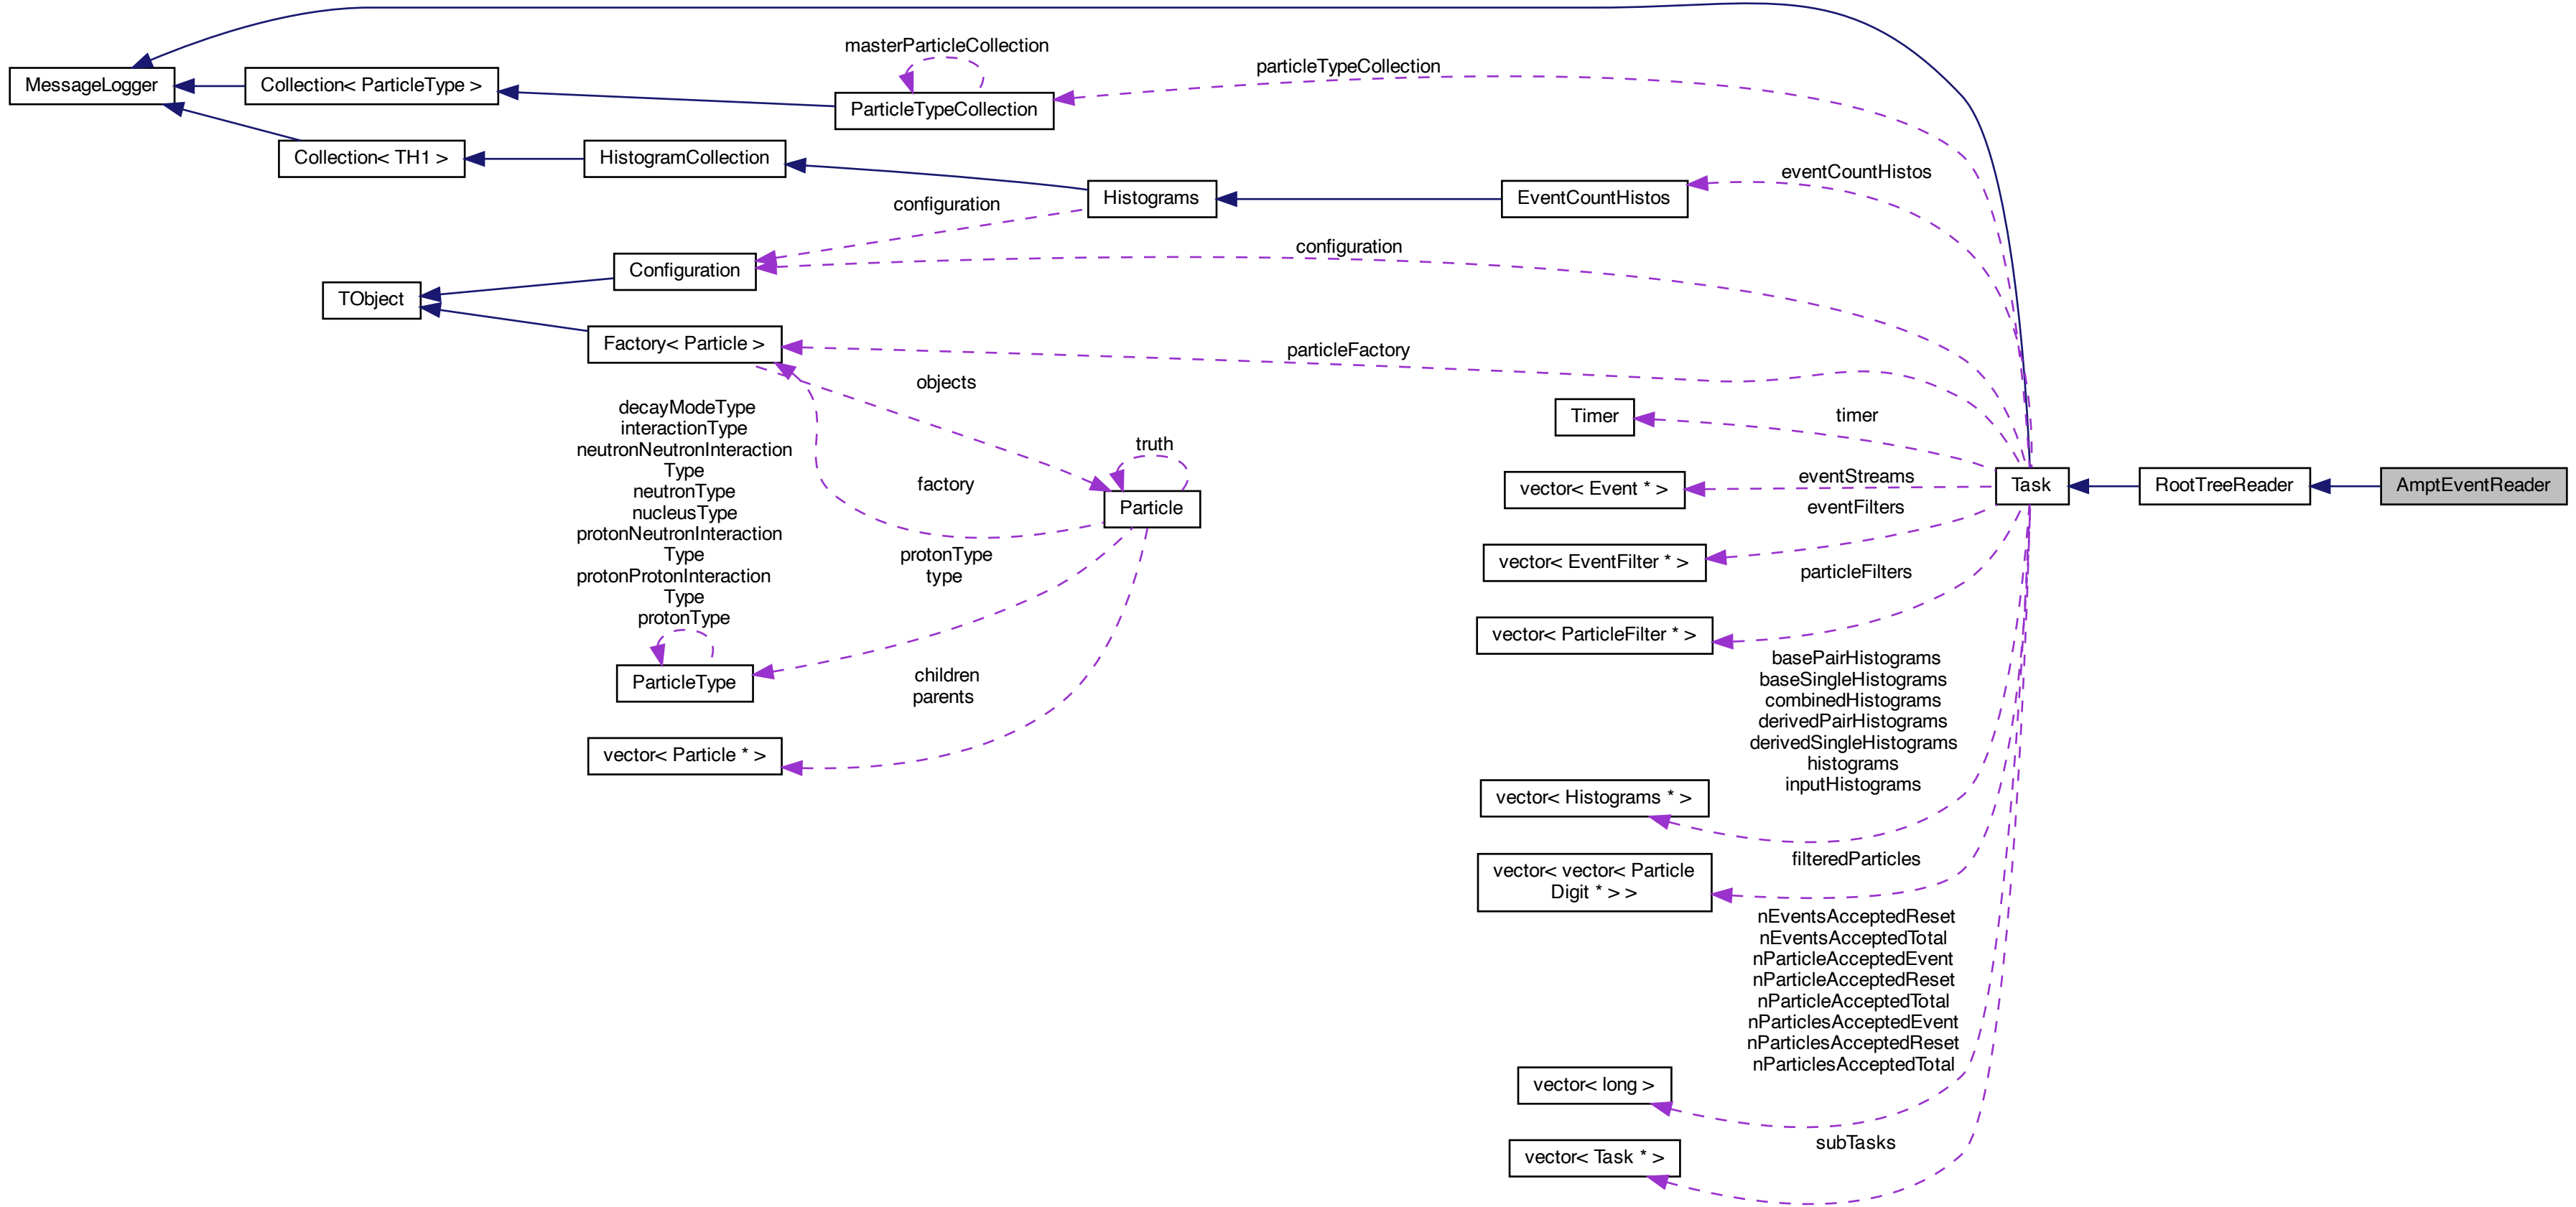 masterParticleCollection
particleTypeCollection
MessageLogger
Collection< ParticleType >
ParticleTypeCollection
Collection< TH1 >
HistogramCollection
eventCountHistos
Histograms
EventCountHistos
configuration
configuration
Configuration
TObject
Factory< Particle >
particleFactory
objects
decayModeType
interactionType
neutronNeutronInteraction
Type
neutronType
nucleusType
protonNeutronInteraction
Type
protonProtonInteraction
Type
protonType
truth
factory
Particle
protonType
type
ParticleType
children
parents
vector< Particle * >
Timer
timer
vector< Event * >
eventStreams
Task
RootTreeReader
AmptEventReader
eventFilters
vector< EventFilter * >
particleFilters
vector< ParticleFilter * >
basePairHistograms
baseSingleHistograms
combinedHistograms
derivedPairHistograms
derivedSingleHistograms
histograms
inputHistograms
vector< Histograms * >
filteredParticles
vector< vector< Particle
Digit * > >
nEventsAcceptedReset
nEventsAcceptedTotal
nParticleAcceptedEvent
nParticleAcceptedReset
nParticleAcceptedTotal
nParticlesAcceptedEvent
nParticlesAcceptedReset
nParticlesAcceptedTotal
vector< long >
subTasks
vector< Task * >